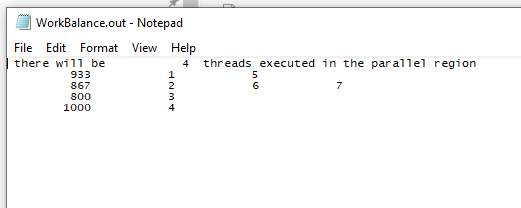 WorkBalance.out - Notepad
File Edit Format View Help
there will be 4 threads executed in the parallel region
933 1 5
867 2 6 7
800 3
1000 4